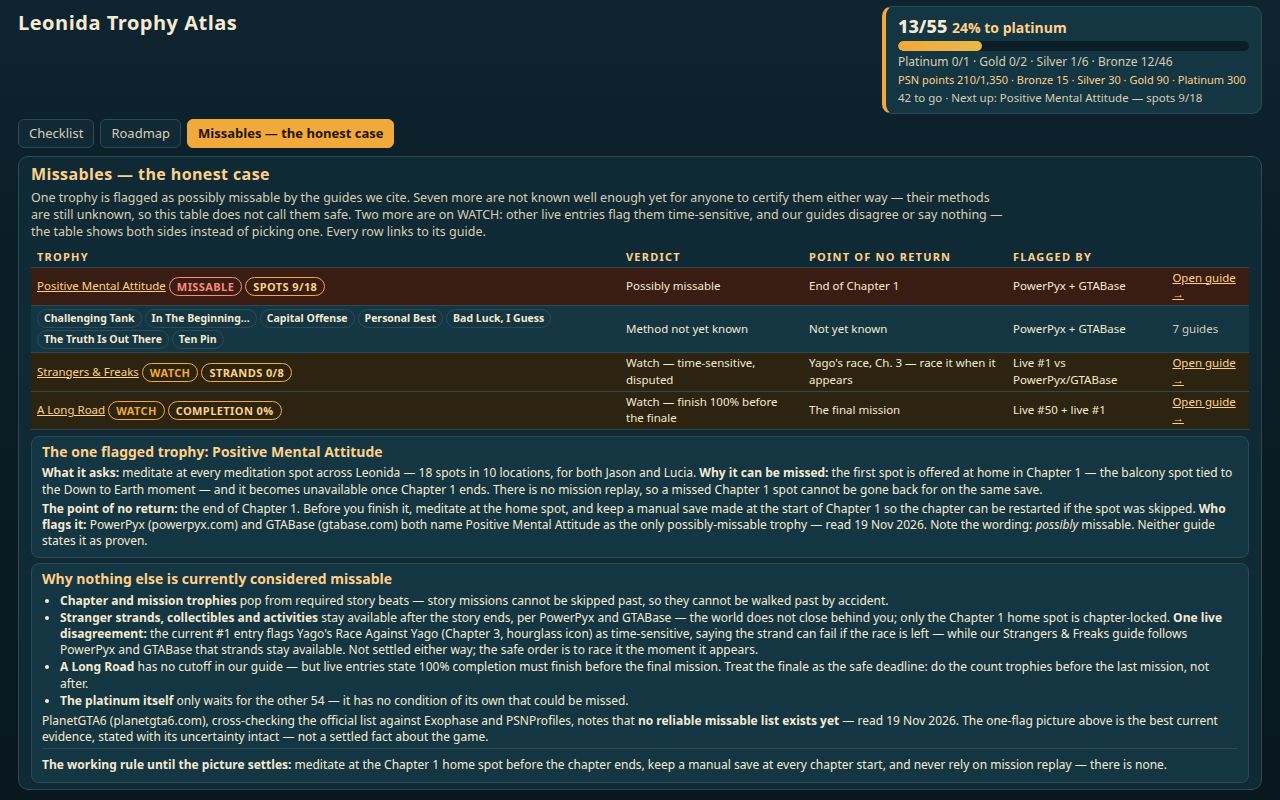 Leonida Trophy Atlas
13/55 24% to platinum
Platinum 0/1 · Gold 0/2 · Silver 1/6 · Bronze 12/46
PSN points 210/1,350 · Bronze 15 · Silver 30 · Gold 90 · Platinum 300
42 to go · Next up: Positive Mental Attitude — spots 9/18
Checklist
Roadmap
Missables — the honest case
Missables — the honest case
One trophy is flagged as possibly missable by the guides we cite. Seven more are not known well enough yet for anyone to certify them either way — their methods
are still unknown, so this table does not call them safe. Two more are on WATCH: other live entries flag them time-sensitive, and our guides disagree or say nothing —
the table shows both sides instead of picking one. Every row links to its guide.
TROPHY VERDICT POINT OF NO RETURN FLAGGED BY
Positive Mental Attitude MISSABLE SPOTS 9/18 Possibly missable End of Chapter 1 PowerPyx + GTABase Open guide
→
Challenging Tank In The Beginning... Capital Offense Personal Best Bad Luck, I Guess
The Truth Is Out There Ten Pin
Method not yet known Not yet known PowerPyx + GTABase 7 guides
Strangers & Freaks WATCH STRANDS 0/8
Watch — time-sensitive,
disputed
Yago's race, Ch. 3 — race it when it
appears
Live #1 vs
PowerPyx/GTABase
Open guide
→
A Long Road WATCH COMPLETION 0%
Watch — finish 100% before
the finale
The final mission
Live #50 + live #1
Open guide
→
The one flagged trophy: Positive Mental Attitude
What it asks: meditate at every meditation spot across Leonida — 18 spots in 10 locations, for both Jason and Lucia. Why it can be missed: the first spot is offered at home in Chapter 1 — the balcony spot tied to
the Down to Earth moment — and it becomes unavailable once Chapter 1 ends. There is no mission replay, so a missed Chapter 1 spot cannot be gone back for on the same save.
The point of no return: the end of Chapter 1. Before you finish it, meditate at the home spot, and keep a manual save made at the start of Chapter 1 so the chapter can be restarted if the spot was skipped. Who
flags it: PowerPyx (powerpyx.com) and GTABase (gtabase.com) both name Positive Mental Attitude as the only possibly-missable trophy — read 19 Nov 2026. Note the wording: possibly missable. Neither guide
states it as proven.
Why nothing else is currently considered missable
• Chapter and mission trophies pop from required story beats — story missions cannot be skipped past, so they cannot be walked past by accident.
• Stranger strands, collectibles and activities stay available after the story ends, per PowerPyx and GTABase — the world does not close behind you; only the Chapter 1 home spot is chapter-locked. One live
disagreement: the current #1 entry flags Yago's Race Against Yago (Chapter 3, hourglass icon) as time-sensitive, saying the strand can fail if the race is left — while our Strangers & Freaks guide follows
PowerPyx and GTABase that strands stay available. Not settled either way; the safe order is to race it the moment it appears.
• A Long Road has no cutoff in our guide — but live entries state 100% completion must finish before the final mission. Treat the finale as the safe deadline: do the count trophies before the last mission, not
after.
• The platinum itself only waits for the other 54 — it has no condition of its own that could be missed.
PlanetGTA6 (planetgta6.com), cross-checking the official list against Exophase and PSNProfiles, notes that no reliable missable list exists yet — read 19 Nov 2026. The one-flag picture above is the best current
evidence, stated with its uncertainty intact — not a settled fact about the game.
The working rule until the picture settles: meditate at the Chapter 1 home spot before the chapter ends, keep a manual save at every chapter start, and never rely on mission replay — there is none.